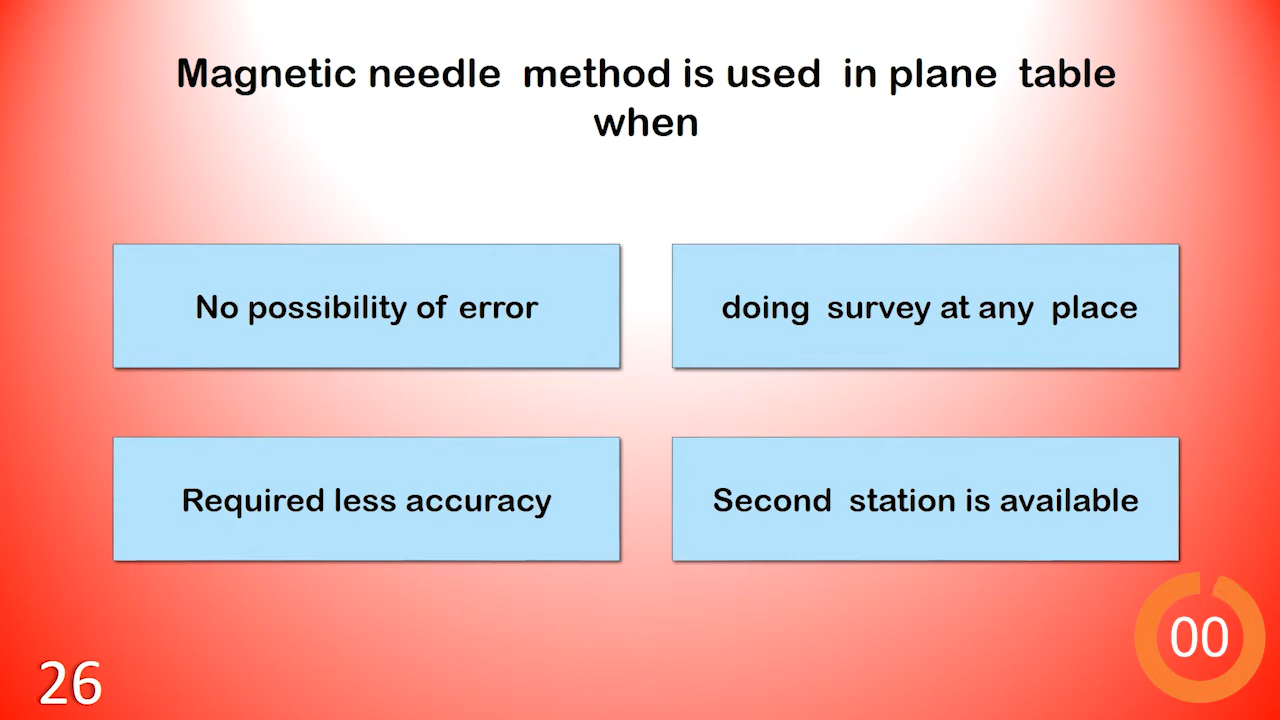 Magnetic needle method is used in plane table
when
No possibility of error
doing survey at any place
Required less accuracy
Second station is available
00
26